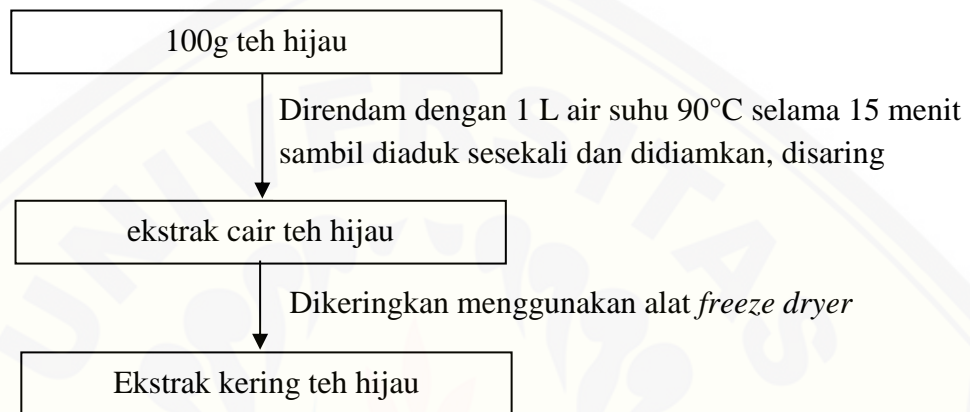 100g teh hijau
Direndam dengan 1 L air suhu 90°C selama 15 menit
sambil diaduk sesekali dan didiamkan, disaring
ekstrak cair teh hijau
Dikeringkan menggunakan alat freeze dryer
Ekstrak kering teh hijau
UNIVERSITAS